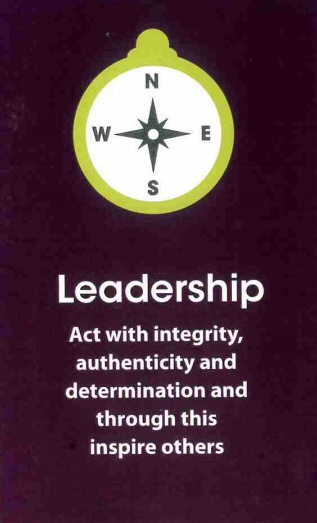 N
W E
S
Leadership
Act with integrity,
authenticity and
determination and
through this
inspire others